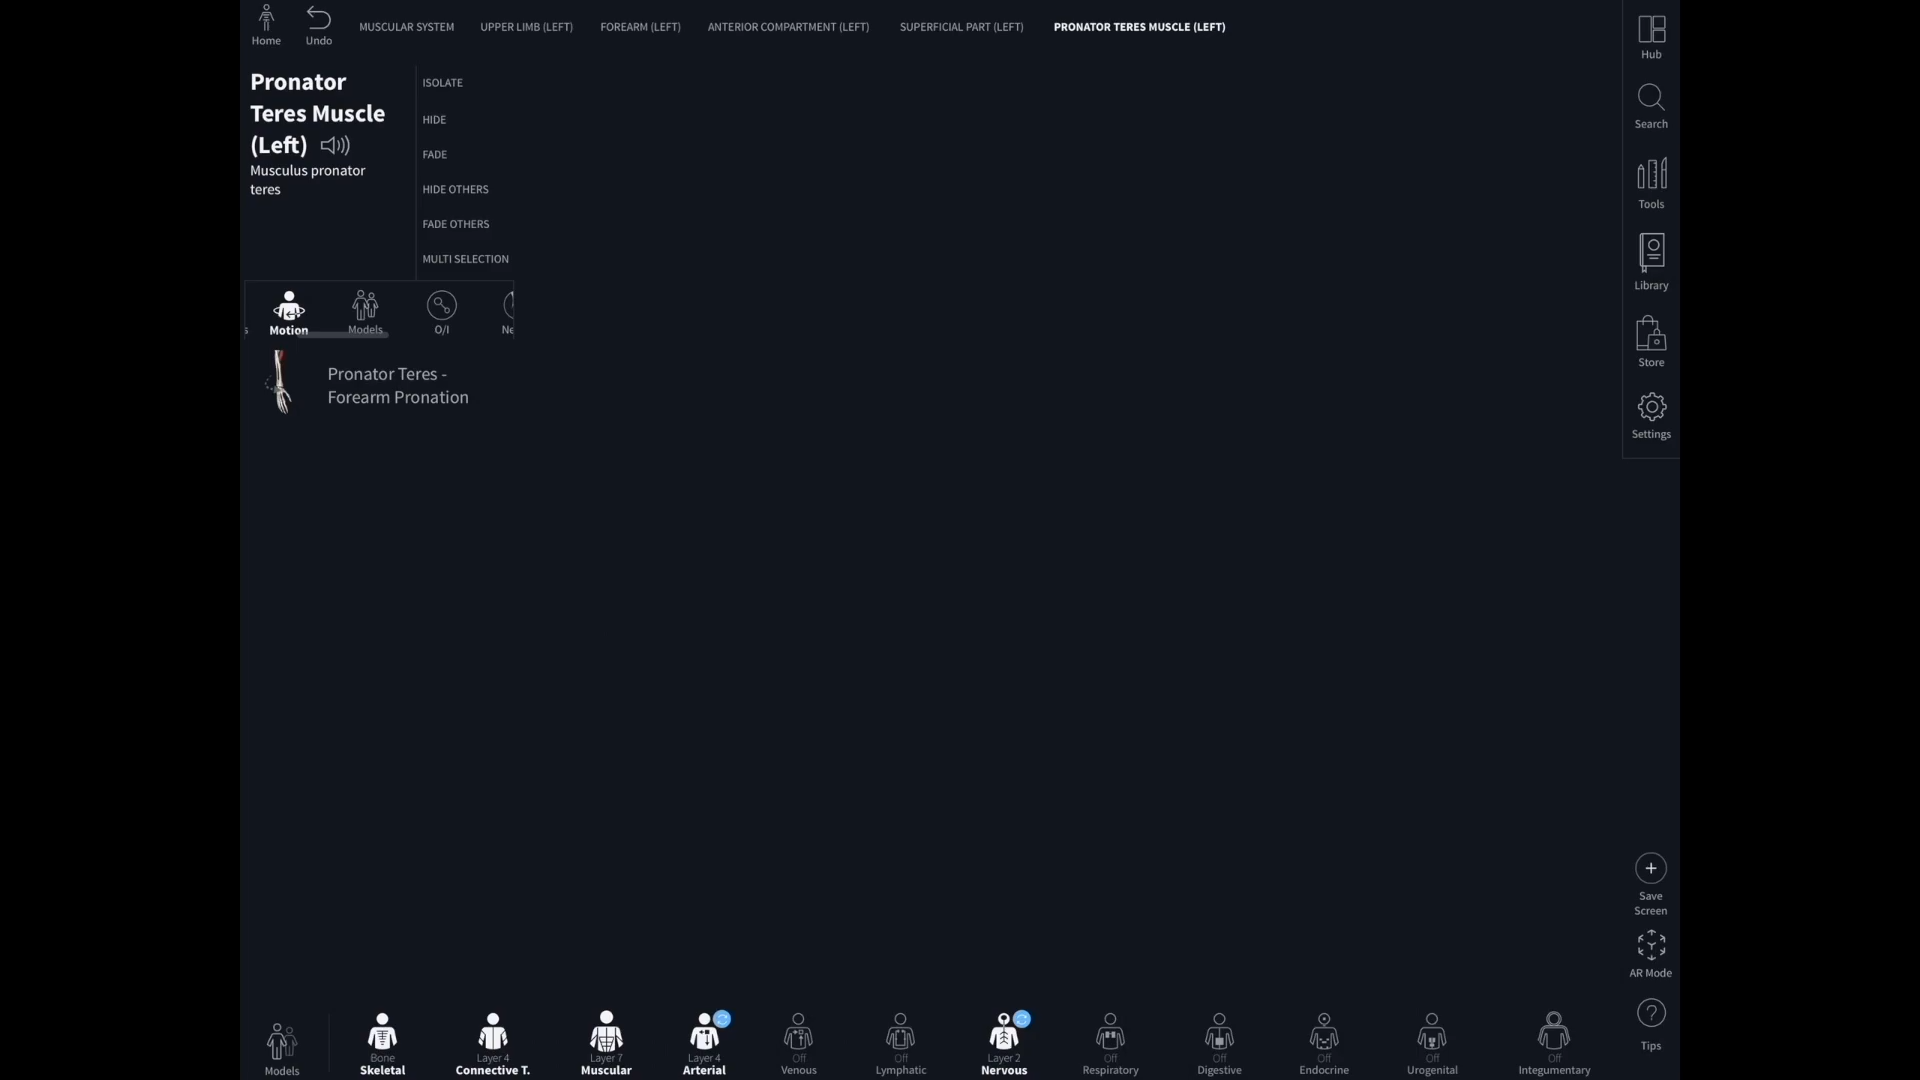 Home
Undo
MUSCULAR SYSTEM
UPPER LIMB (LEFT)
FOREARM (LEFT)
ANTERIOR COMPARTMENT (LEFT)
SUPERFICIAL PART (LEFT)
PRONATOR TERES MUSCLE (LEFT)
Pronator
Teres Muscle
(Left)
Musculus pronator
teres
ISOLATE
HIDE
FADE
HIDE OTHERS
FADE OTHERS
MULTI SELECTION
s
Motion
Models
O/I
Ne
Pronator Teres -
Forearm Pronation
Hub
Search
Tools
Library
Store
Settings
+
Save
Screen
AR Mode
?
Tips
Models
Bone
Skeletal
Layer 4
Connective T.
Layer 7
Muscular
Layer 4
Arterial
Off
Venous
Off
Lymphatic
Layer 2
Nervous
Off
Respiratory
Off
Digestive
Off
Endocrine
Off
Urogenital
Off
Integumentary